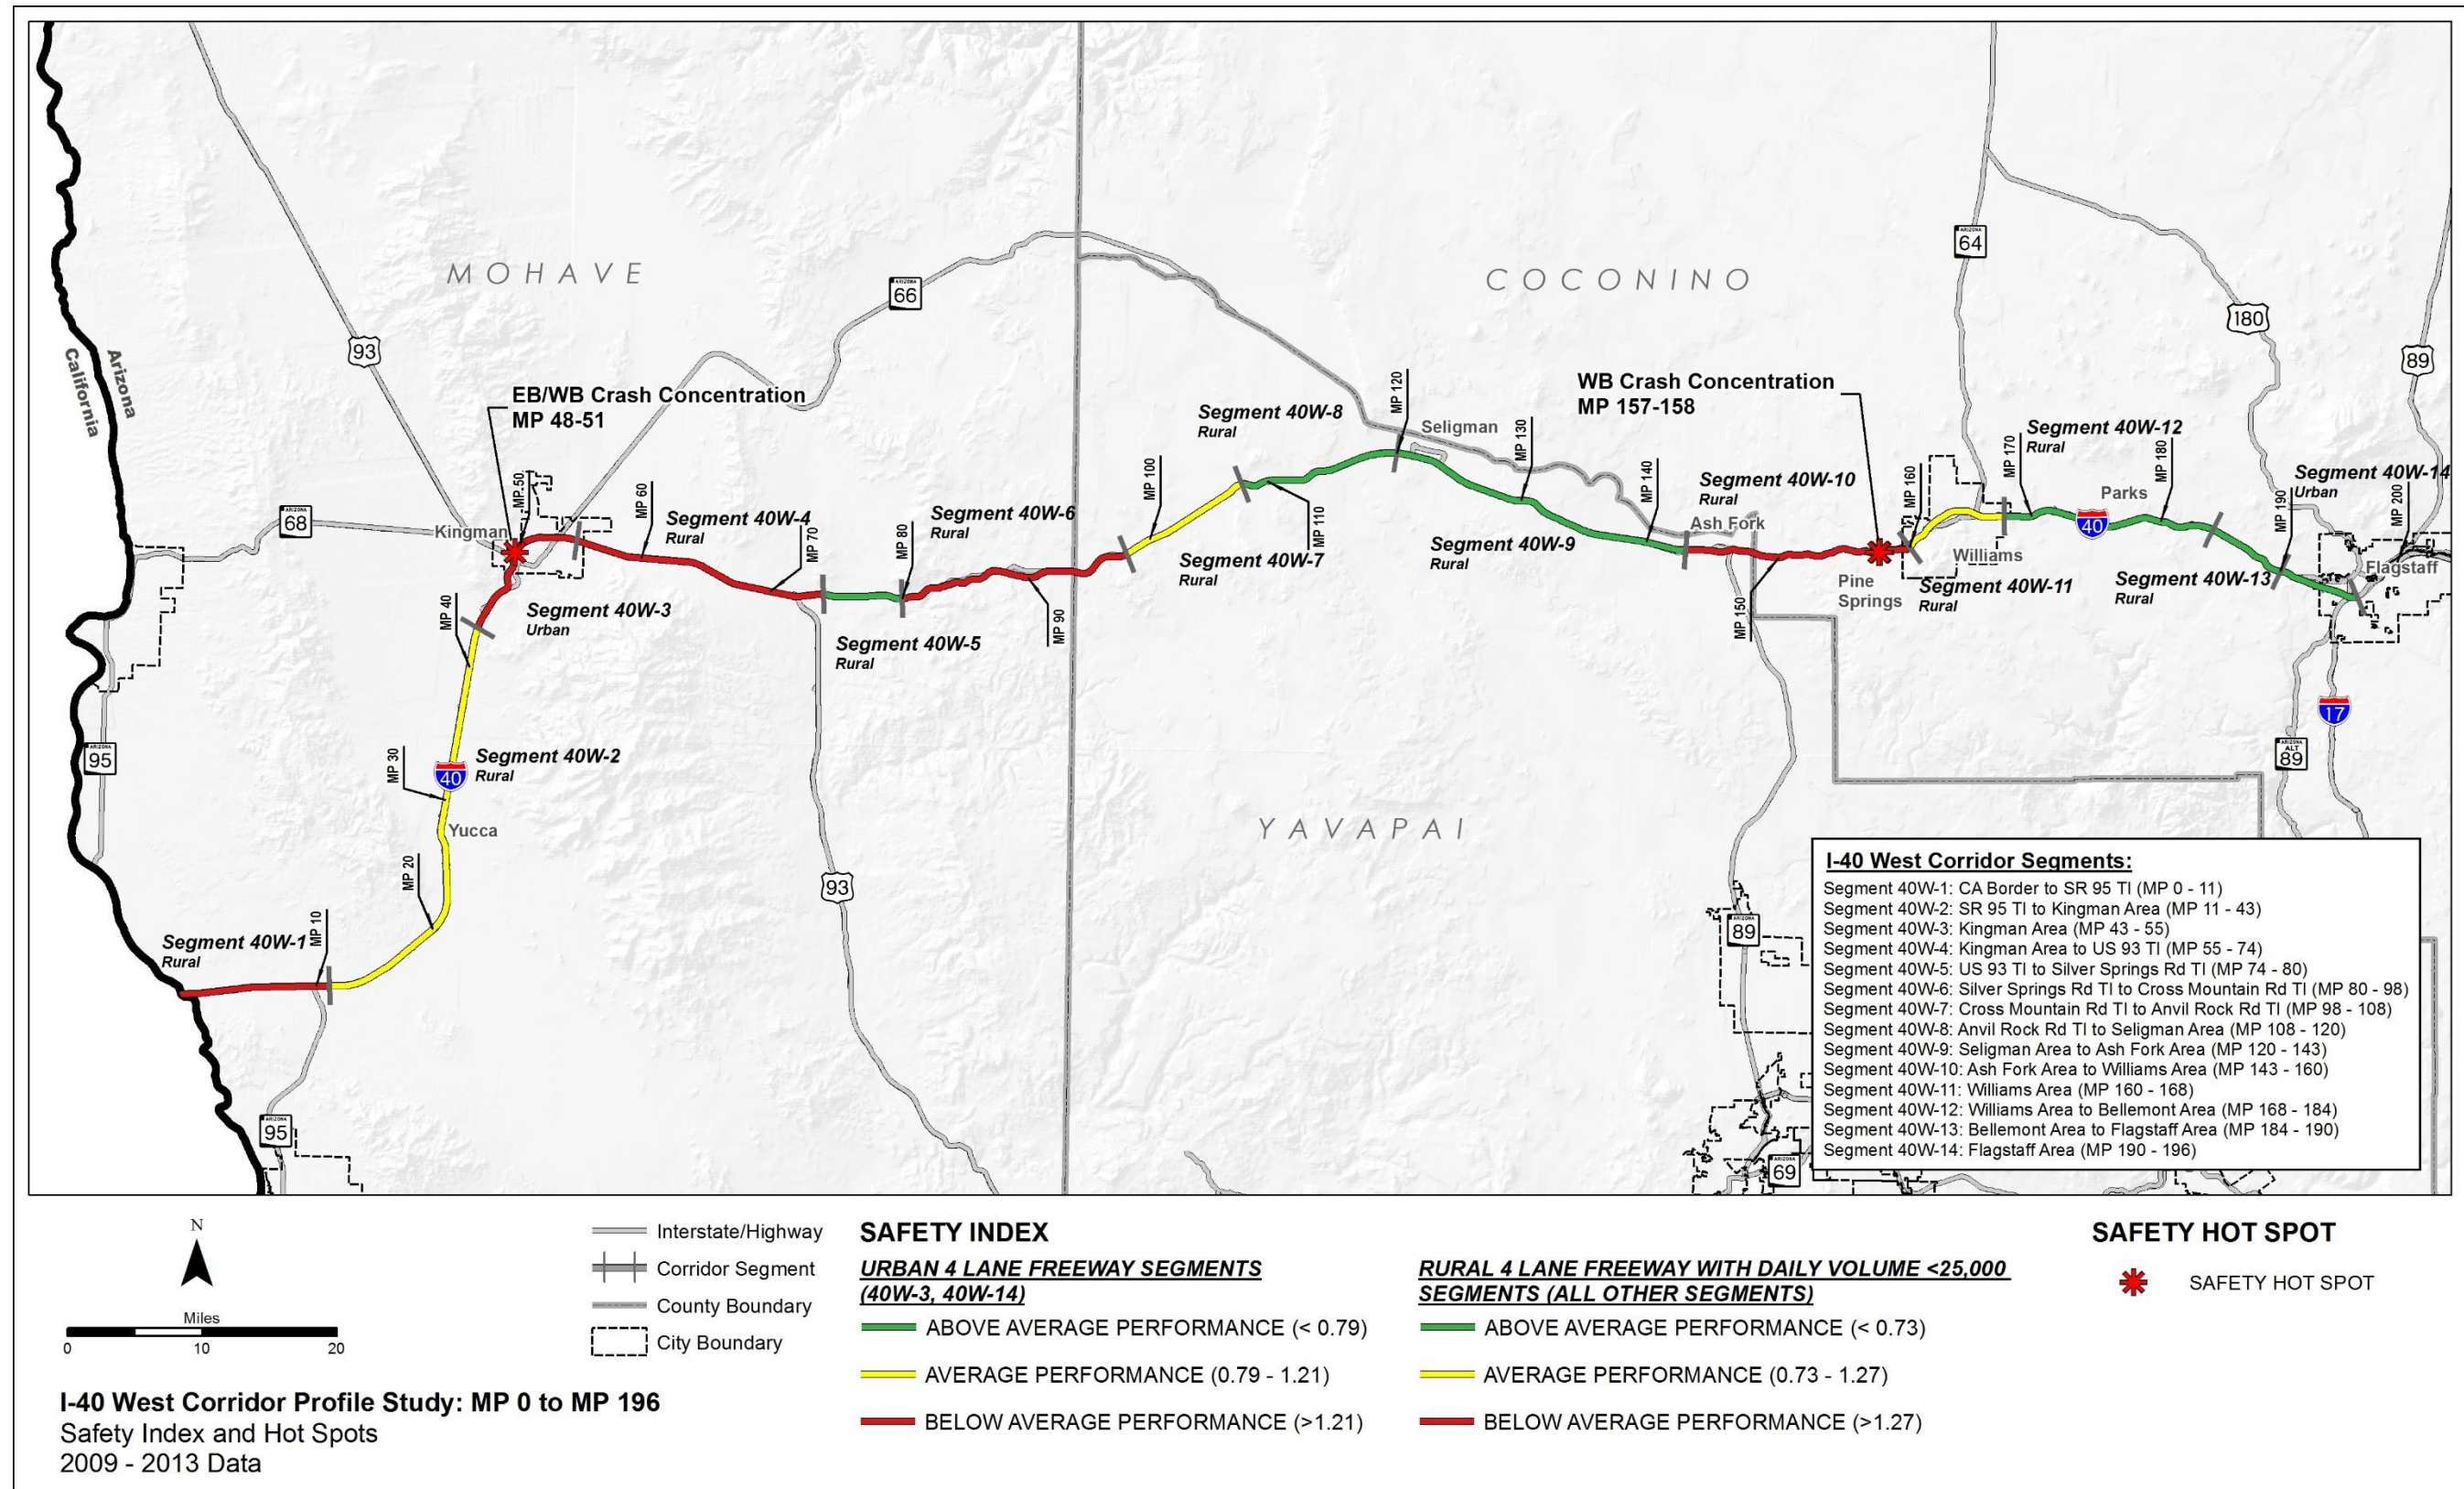 MOHAVE
COCONINO
YAVAPAI
Arizona
California
93
ARIZONA
66
ARIZONA
64
180
89
ARIZONA
68
ARIZONA
95
ARIZONA
95
93
ARIZONA
89
ARIZONA
69
ARIZONA
ALT
89
17
40
40
EB/WB Crash Concentration
MP 48-51
WB Crash Concentration
MP 157-158
Segment 40W-1
Rural
Segment 40W-2
Rural
Segment 40W-3
Urban
Segment 40W-4
Rural
Segment 40W-5
Rural
Segment 40W-6
Rural
Segment 40W-7
Rural
Segment 40W-8
Rural
Segment 40W-9
Rural
Segment 40W-10
Rural
Segment 40W-11
Rural
Segment 40W-12
Rural
Segment 40W-13
Rural
Segment 40W-14
Urban
MP 10
MP 20
MP 30
MP 40
MP 50
MP 60
MP 70
MP 80
MP 90
MP 100
MP 110
MP 120
MP 130
MP 140
MP 150
MP 160
MP 170
MP 180
MP 190
MP 200
Kingman
Yucca
Seligman
Ash Fork
Pine
Springs
Williams
Parks
Flagstaff
I-40 West Corridor Segments:
Segment 40W-1: CA Border to SR 95 TI (MP 0 - 11)
Segment 40W-2: SR 95 TI to Kingman Area (MP 11 - 43)
Segment 40W-3: Kingman Area (MP 43 - 55)
Segment 40W-4: Kingman Area to US 93 TI (MP 55 - 74)
Segment 40W-5: US 93 TI to Silver Springs Rd TI (MP 74 - 80)
Segment 40W-6: Silver Springs Rd TI to Cross Mountain Rd TI (MP 80 - 98)
Segment 40W-7: Cross Mountain Rd TI to Anvil Rock Rd TI (MP 98 - 108)
Segment 40W-8: Anvil Rock Rd TI to Seligman Area (MP 108 - 120)
Segment 40W-9: Seligman Area to Ash Fork Area (MP 120 - 143)
Segment 40W-10: Ash Fork Area to Williams Area (MP 143 - 160)
Segment 40W-11: Williams Area (MP 160 - 168)
Segment 40W-12: Williams Area to Bellemont Area (MP 168 - 184)
Segment 40W-13: Bellemont Area to Flagstaff Area (MP 184 - 190)
Segment 40W-14: Flagstaff Area (MP 190 - 196)
N
Miles
0 10 20
Interstate/Highway
Corridor Segment
County Boundary
City Boundary
SAFETY INDEX
URBAN 4 LANE FREEWAY SEGMENTS
(40W-3, 40W-14)
ABOVE AVERAGE PERFORMANCE (< 0.79)
AVERAGE PERFORMANCE (0.79 - 1.21)
BELOW AVERAGE PERFORMANCE (>1.21)
RURAL 4 LANE FREEWAY WITH DAILY VOLUME <25,000
SEGMENTS (ALL OTHER SEGMENTS)
ABOVE AVERAGE PERFORMANCE (< 0.73)
AVERAGE PERFORMANCE (0.73 - 1.27)
BELOW AVERAGE PERFORMANCE (>1.27)
SAFETY HOT SPOT
SAFETY HOT SPOT
I-40 West Corridor Profile Study: MP 0 to MP 196
Safety Index and Hot Spots
2009 - 2013 Data